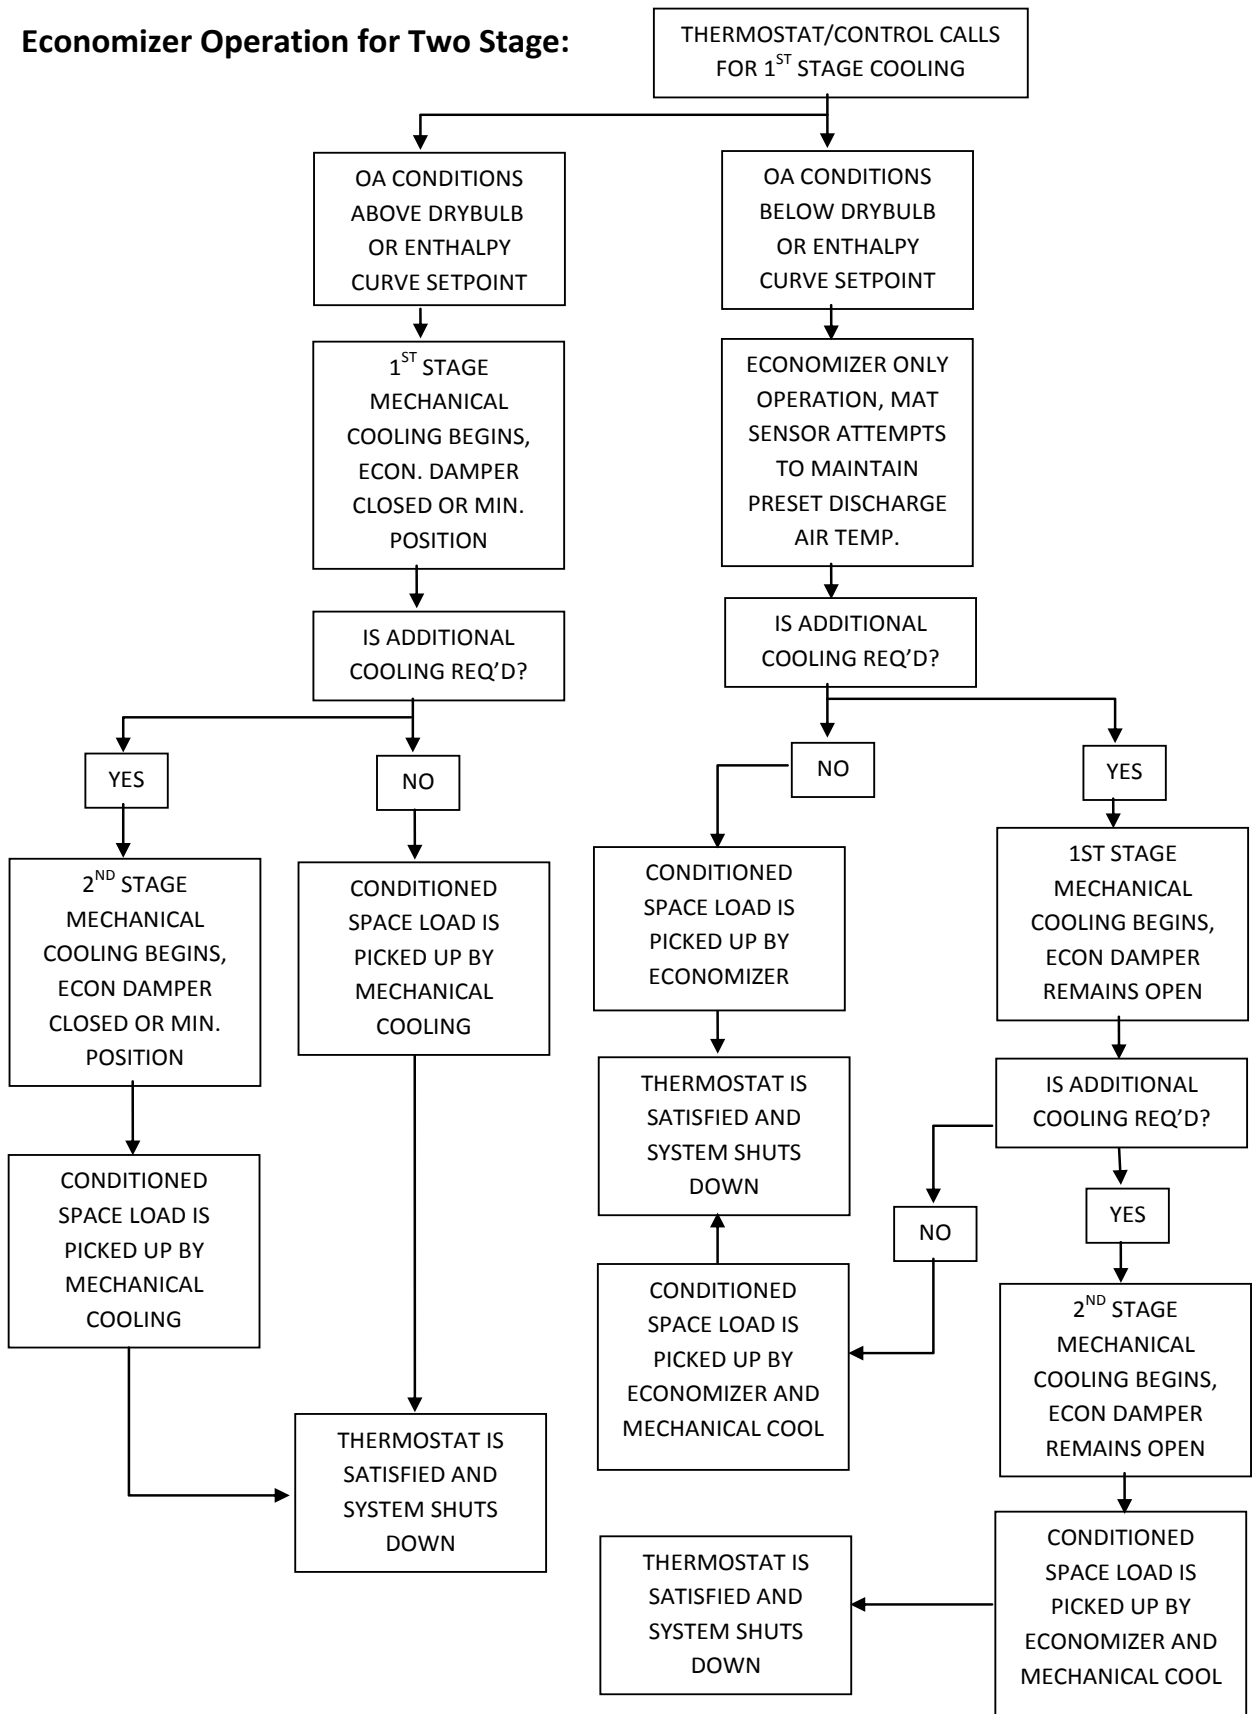 Economizer Operation for Two Stage:
THERMOSTAT/CONTROL CALLS
FOR 1ST STAGE COOLING
OA CONDITIONS
ABOVE DRYBULB
OR ENTHALPY
CURVE SETPOINT
OA CONDITIONS
BELOW DRYBULB
OR ENTHALPY
CURVE SETPOINT
1ST STAGE
MECHANICAL
COOLING BEGINS,
ECON. DAMPER
CLOSED OR MIN.
POSITION
ECONOMIZER ONLY
OPERATION, MAT
SENSOR ATTEMPTS
TO MAINTAIN
PRESET DISCHARGE
AIR TEMP.
IS ADDITIONAL
COOLING REQ’D?
IS ADDITIONAL
COOLING REQ’D?
YES
NO
NO
YES
2ND STAGE
MECHANICAL
COOLING BEGINS,
ECON DAMPER
CLOSED OR MIN.
POSITION
CONDITIONED
SPACE LOAD IS
PICKED UP BY
MECHANICAL
COOLING
CONDITIONED
SPACE LOAD IS
PICKED UP BY
ECONOMIZER
1ST STAGE
MECHANICAL
COOLING BEGINS,
ECON DAMPER
REMAINS OPEN
THERMOSTAT IS
SATISFIED AND
SYSTEM SHUTS
DOWN
IS ADDITIONAL
COOLING REQ’D?
CONDITIONED
SPACE LOAD IS
PICKED UP BY
MECHANICAL
COOLING
NO
YES
CONDITIONED
SPACE LOAD IS
PICKED UP BY
ECONOMIZER AND
MECHANICAL COOL
2ND STAGE
MECHANICAL
COOLING BEGINS,
ECON DAMPER
REMAINS OPEN
THERMOSTAT IS
SATISFIED AND
SYSTEM SHUTS
DOWN
THERMOSTAT IS
SATISFIED AND
SYSTEM SHUTS
DOWN
CONDITIONED
SPACE LOAD IS
PICKED UP BY
ECONOMIZER AND
MECHANICAL COOL